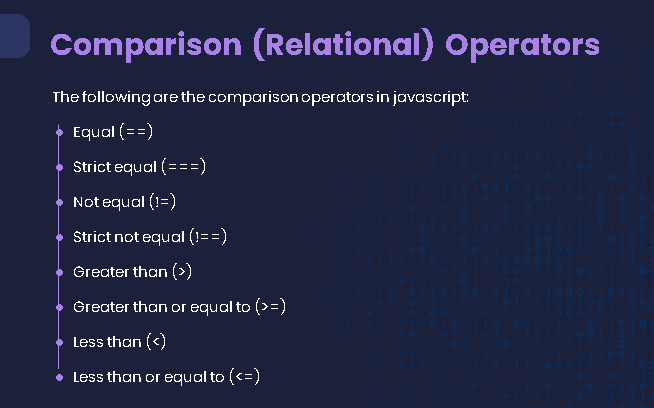 Comparison (Relational) Operators
The following are the comparison operators in javascript:
Equal (==)
Strict equal (===)
Not equal (!=)
Strict not equal (!==)
Greater than (>)
Greater than or equal to (>=)
Less than (<)
Less than or equal to (<=)